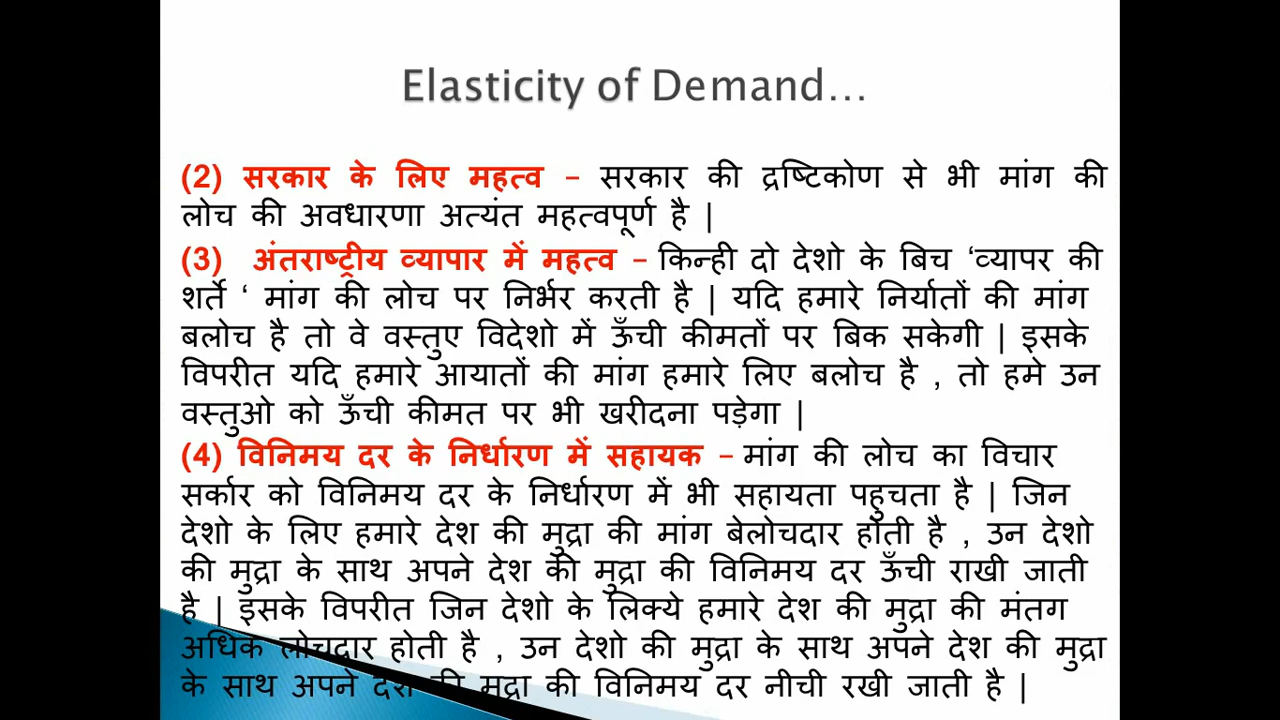 Elasticity of Demand...
(2) सरकार के लिए महत्व – सरकार की द्रष्टिकोण से भी मांग की
लोच की अवधारणा अत्यंत महत्वपूर्ण है |
(3) अंतराष्ट्रीय व्यापार में महत्व – किन्ही दो देशो के बिच ‘व्यापर की
शर्ते ‘ मांग की लोच पर निर्भर करती है | यदि हमारे निर्यातों की मांग
बलोच है तो वे वस्तुए विदेशो में ऊँची कीमतों पर बिक सकेगी | इसके
विपरीत यदि हमारे आयातों की मांग हमारे लिए बलोच है , तो हमे उन
वस्तुओ को ऊँची कीमत पर भी खरीदना पड़ेगा |
(4) विनिमय दर के निर्धारण में सहायक – मांग की लोच का विचार
सर्कार को विनिमय दर के निर्धारण में भी सहायता पहुचता है | जिन
देशो के लिए हमारे देश की मुद्रा की मांग बेलोचदार होती है , उन देशो
की मुद्रा के साथ अपने देश की मुद्रा की विनिमय दर ऊँची राखी जाती
है | इसके विपरीत जिन देशो के लिक्ये हमारे देश की मुद्रा की मंतग
अधिक लोचदार होती है , उन देशो की मुद्रा के साथ अपने देश की मुद्रा
के साथ अपने देश की मुद्रा की विनिमय दर नीची रखी जाती है |